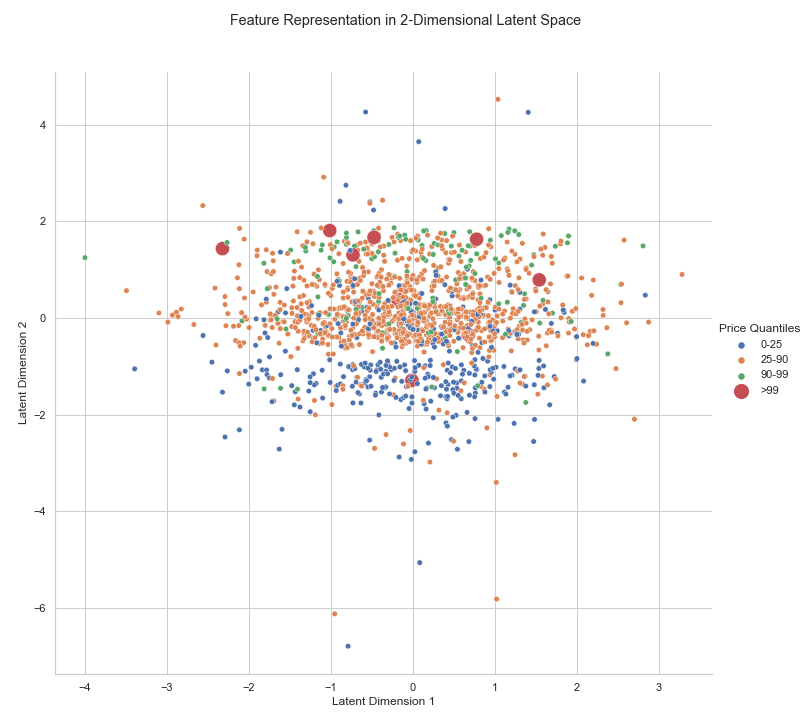 Feature Representation in 2-Dimensional Latent Space
4
2
0
−2
−4
−6
Latent Dimension 2
−4 −3 −2 −1 0 1 2 3
Latent Dimension 1
Price Quantiles
0-25
25-90
90-99
>99